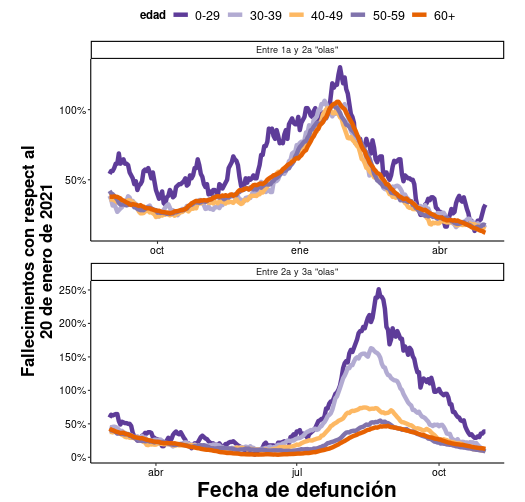 edad 0-29 30-39 40-49 50-59 60+
Entre 1a y 2a "olas"
100%
50%
oct ene abr
Entre 2a y 3a "olas"
250%
200%
150%
100%
50%
0%
abr jul oct
Fallecimientos con respect al
20 de enero de 2021
Fecha de defunción